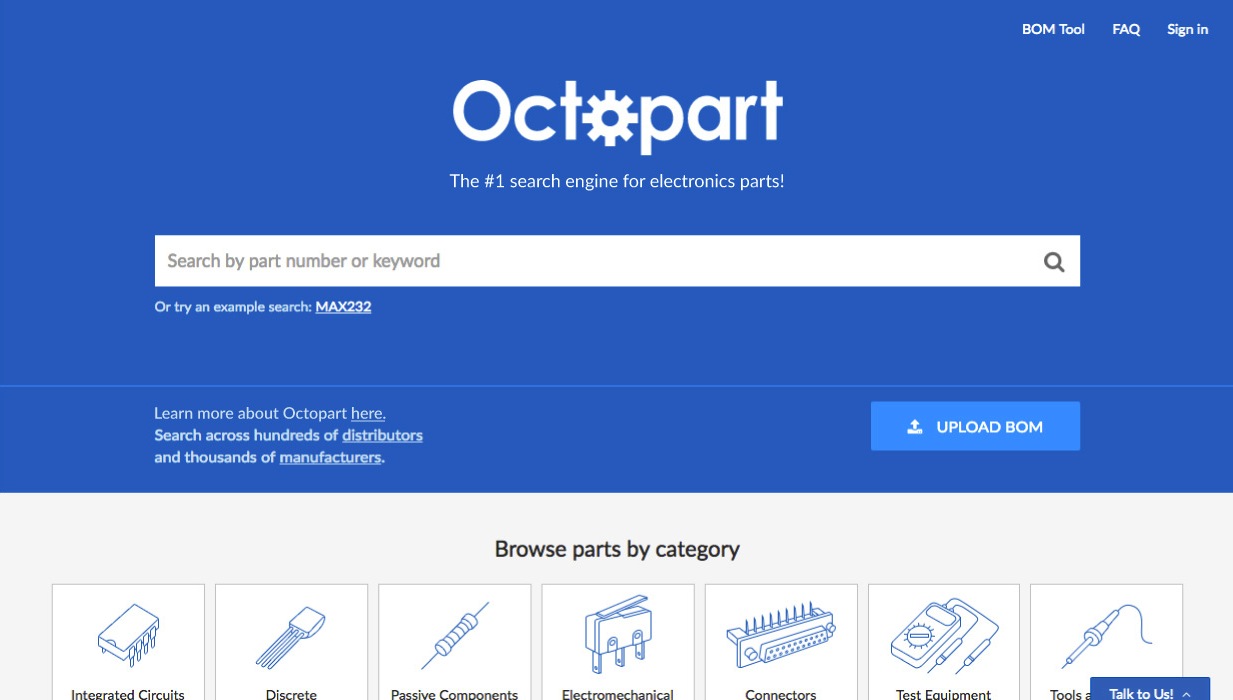 BOM Tool FAQ Sign in
Octopart
The #1 search engine for electronics parts!
Search by part number or keyword
Or try an example search: MAX232
Learn more about Octopart here.
Search across hundreds of distributors
and thousands of manufacturers.
UPLOAD BOM
Browse parts by category
Integrated Circuits Discrete Passive Components Electromechanical Connectors Test Equipment Tools
Talk to Us!